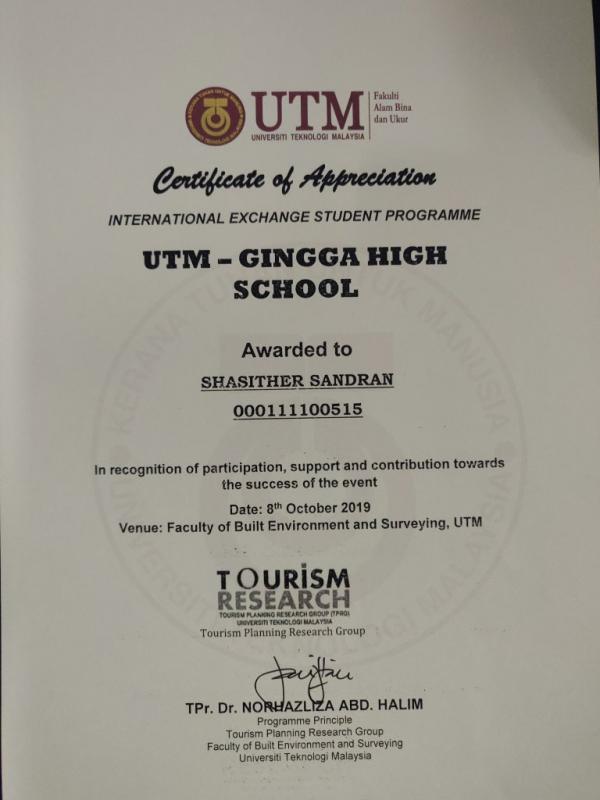 UTM
UNIVERSITI TEKNOLOGI MALAYSIA
Fakulti
Alam Bina
dan Ukur
Certificate of Appreciation
INTERNATIONAL EXCHANGE STUDENT PROGRAMME
UTM – GINGGA HIGH
SCHOOL
Awarded to
SHASITHER SANDRAN
000111100515
In recognition of participation, support and contribution towards
the success of the event
Date: 8th October 2019
Venue: Faculty of Built Environment and Surveying, UTM
TOURISM
RESEARCH
TOURISM PLANNING RESEARCH GROUP (TPRG)
UNIVERSITI TEKNOLOGI MALAYSIA
Tourism Planning Research Group
TPr. Dr. NORHAZLIZA ABD. HALIM
Programme Principle
Tourism Planning Research Group
Faculty of Built Environment and Surveying
Universiti Teknologi Malaysia